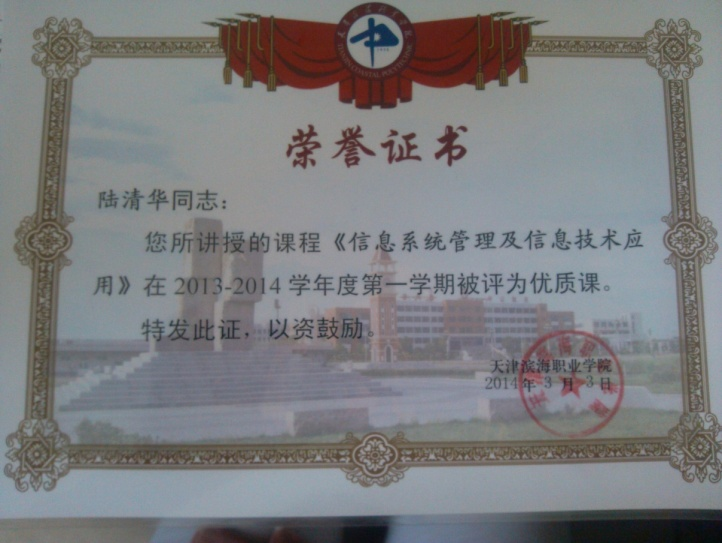 荣誉证书
陆清华同志：
您所讲授的课程《信息系统管理及信息技术应
用》在2013-2014学年度第一学期被评为优质课。
特发此证，以资鼓励。
天津滨海职业学院
2014年3月3日